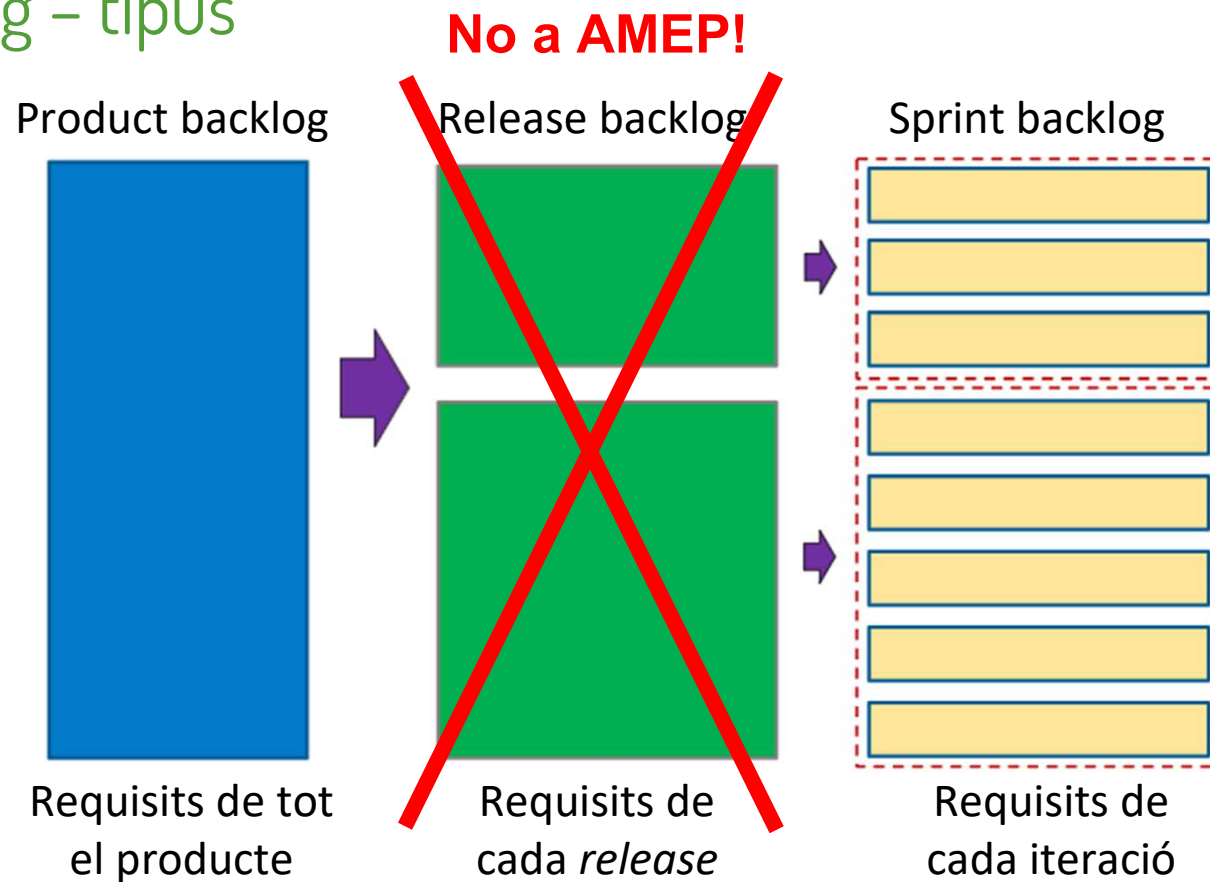 g – tipus
No a AMEP!
Product backlog
Release backlog
Sprint backlog
Requisits de tot
el producte
Requisits de
cada release
Requisits de
cada iteració